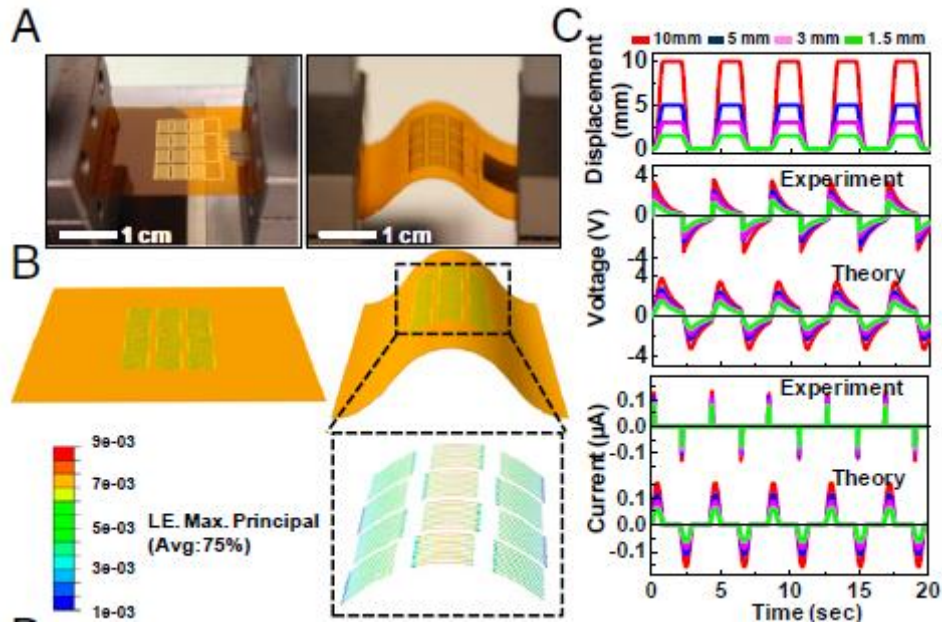 A
1 cm
1 cm
B
9e-03
7e-03
5e-03
3e-03
1e-03
L.E. Max. Principal
(Avg:75%)
C
10mm 5 mm 3 mm 1.5 mm
Displacement
(mm)
10
5
0
Voltage (V)
Experiment
4
0
-4
Theory
4
0
-4
Current (μA)
Experiment
0.1
0.0
-0.1
Theory
0.1
0.0
-0.1
0 5 10 15 20
Time (sec)